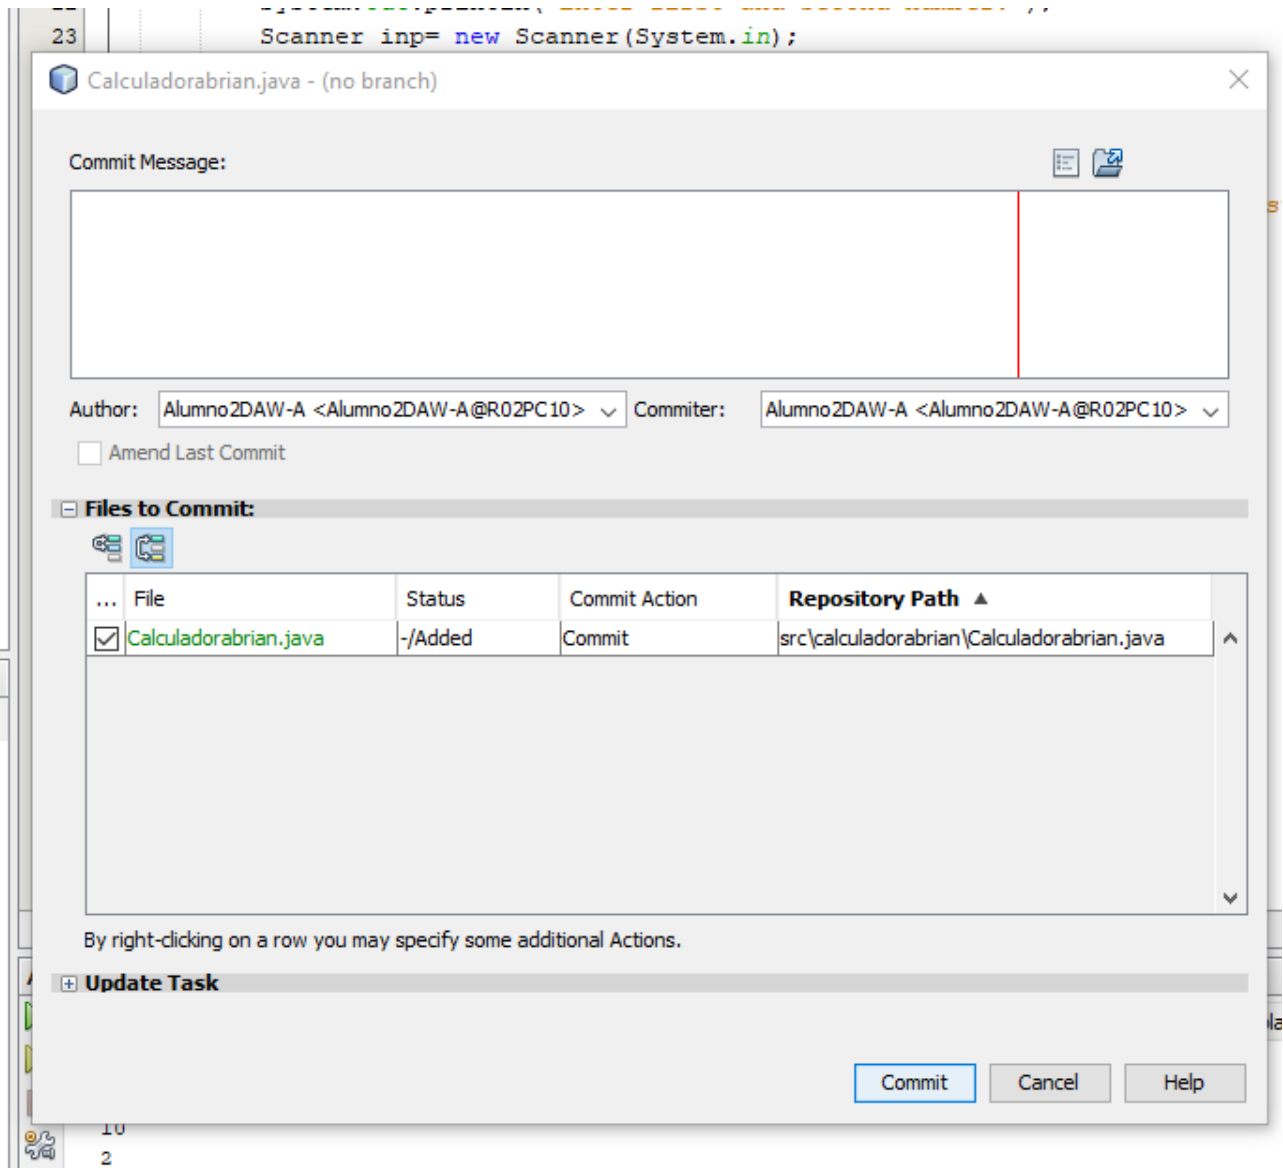 23 Scanner inp= new Scanner(System.in);
Calculadorabrian.java - (no branch)
Commit Message:
Author: Alumno2DAW-A <Alumno2DAW-A@R02PC10> Commiter: Alumno2DAW-A <Alumno2DAW-A@R02PC10>
Amend Last Commit
Files to Commit:
... File Status Commit Action Repository Path
Calculadorabrian.java -/Added Commit src\calculadorabrian\Calculadorabrian.java
By right-clicking on a row you may specify some additional Actions.
Update Task
Commit Cancel Help
10
2